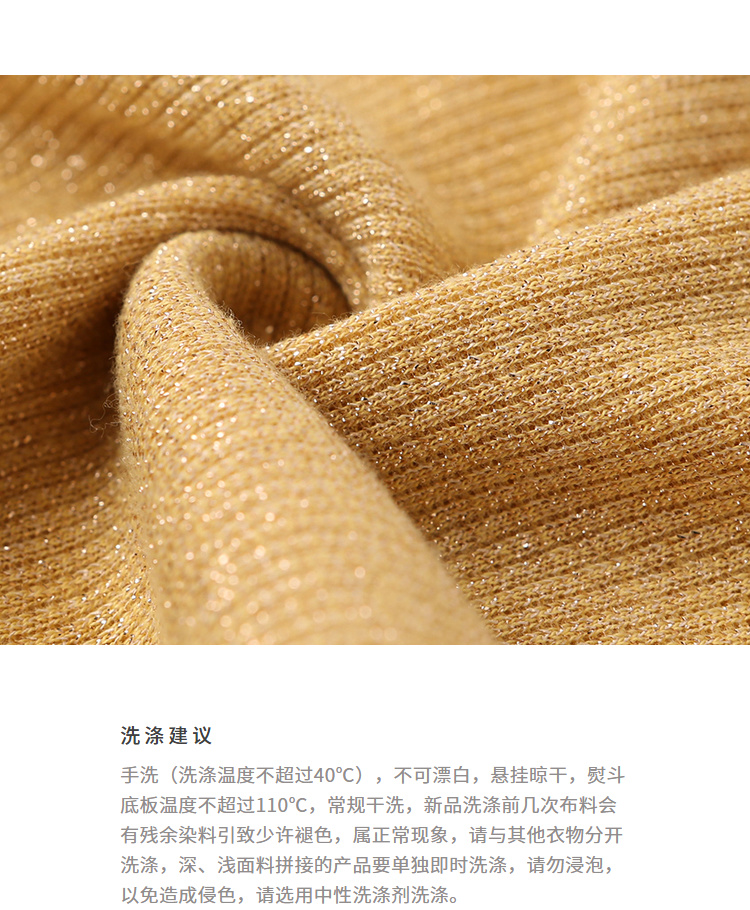 洗涤建议
手洗（洗涤温度不超过40℃），不可漂白，悬挂晾干，熨斗
底板温度不超过110℃，常规干洗，新品洗涤前几次布料会
有残余染料引致少许褪色，属正常现象，请与其他衣物分开
洗涤，深、浅面料拼接的产品要单独即时洗涤，请勿浸泡，
以免造成侵色，请选用中性洗涤剂洗涤。